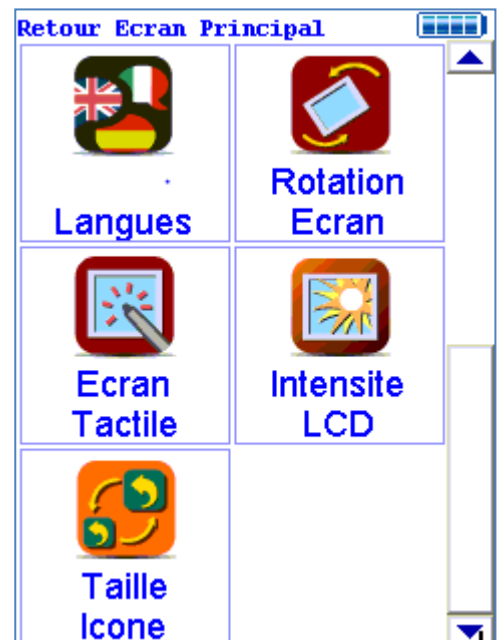 Retour Ecran Principal
Langues
Rotation
Ecran
Ecran
Tactile
Intensite
LCD
Taille
Icone